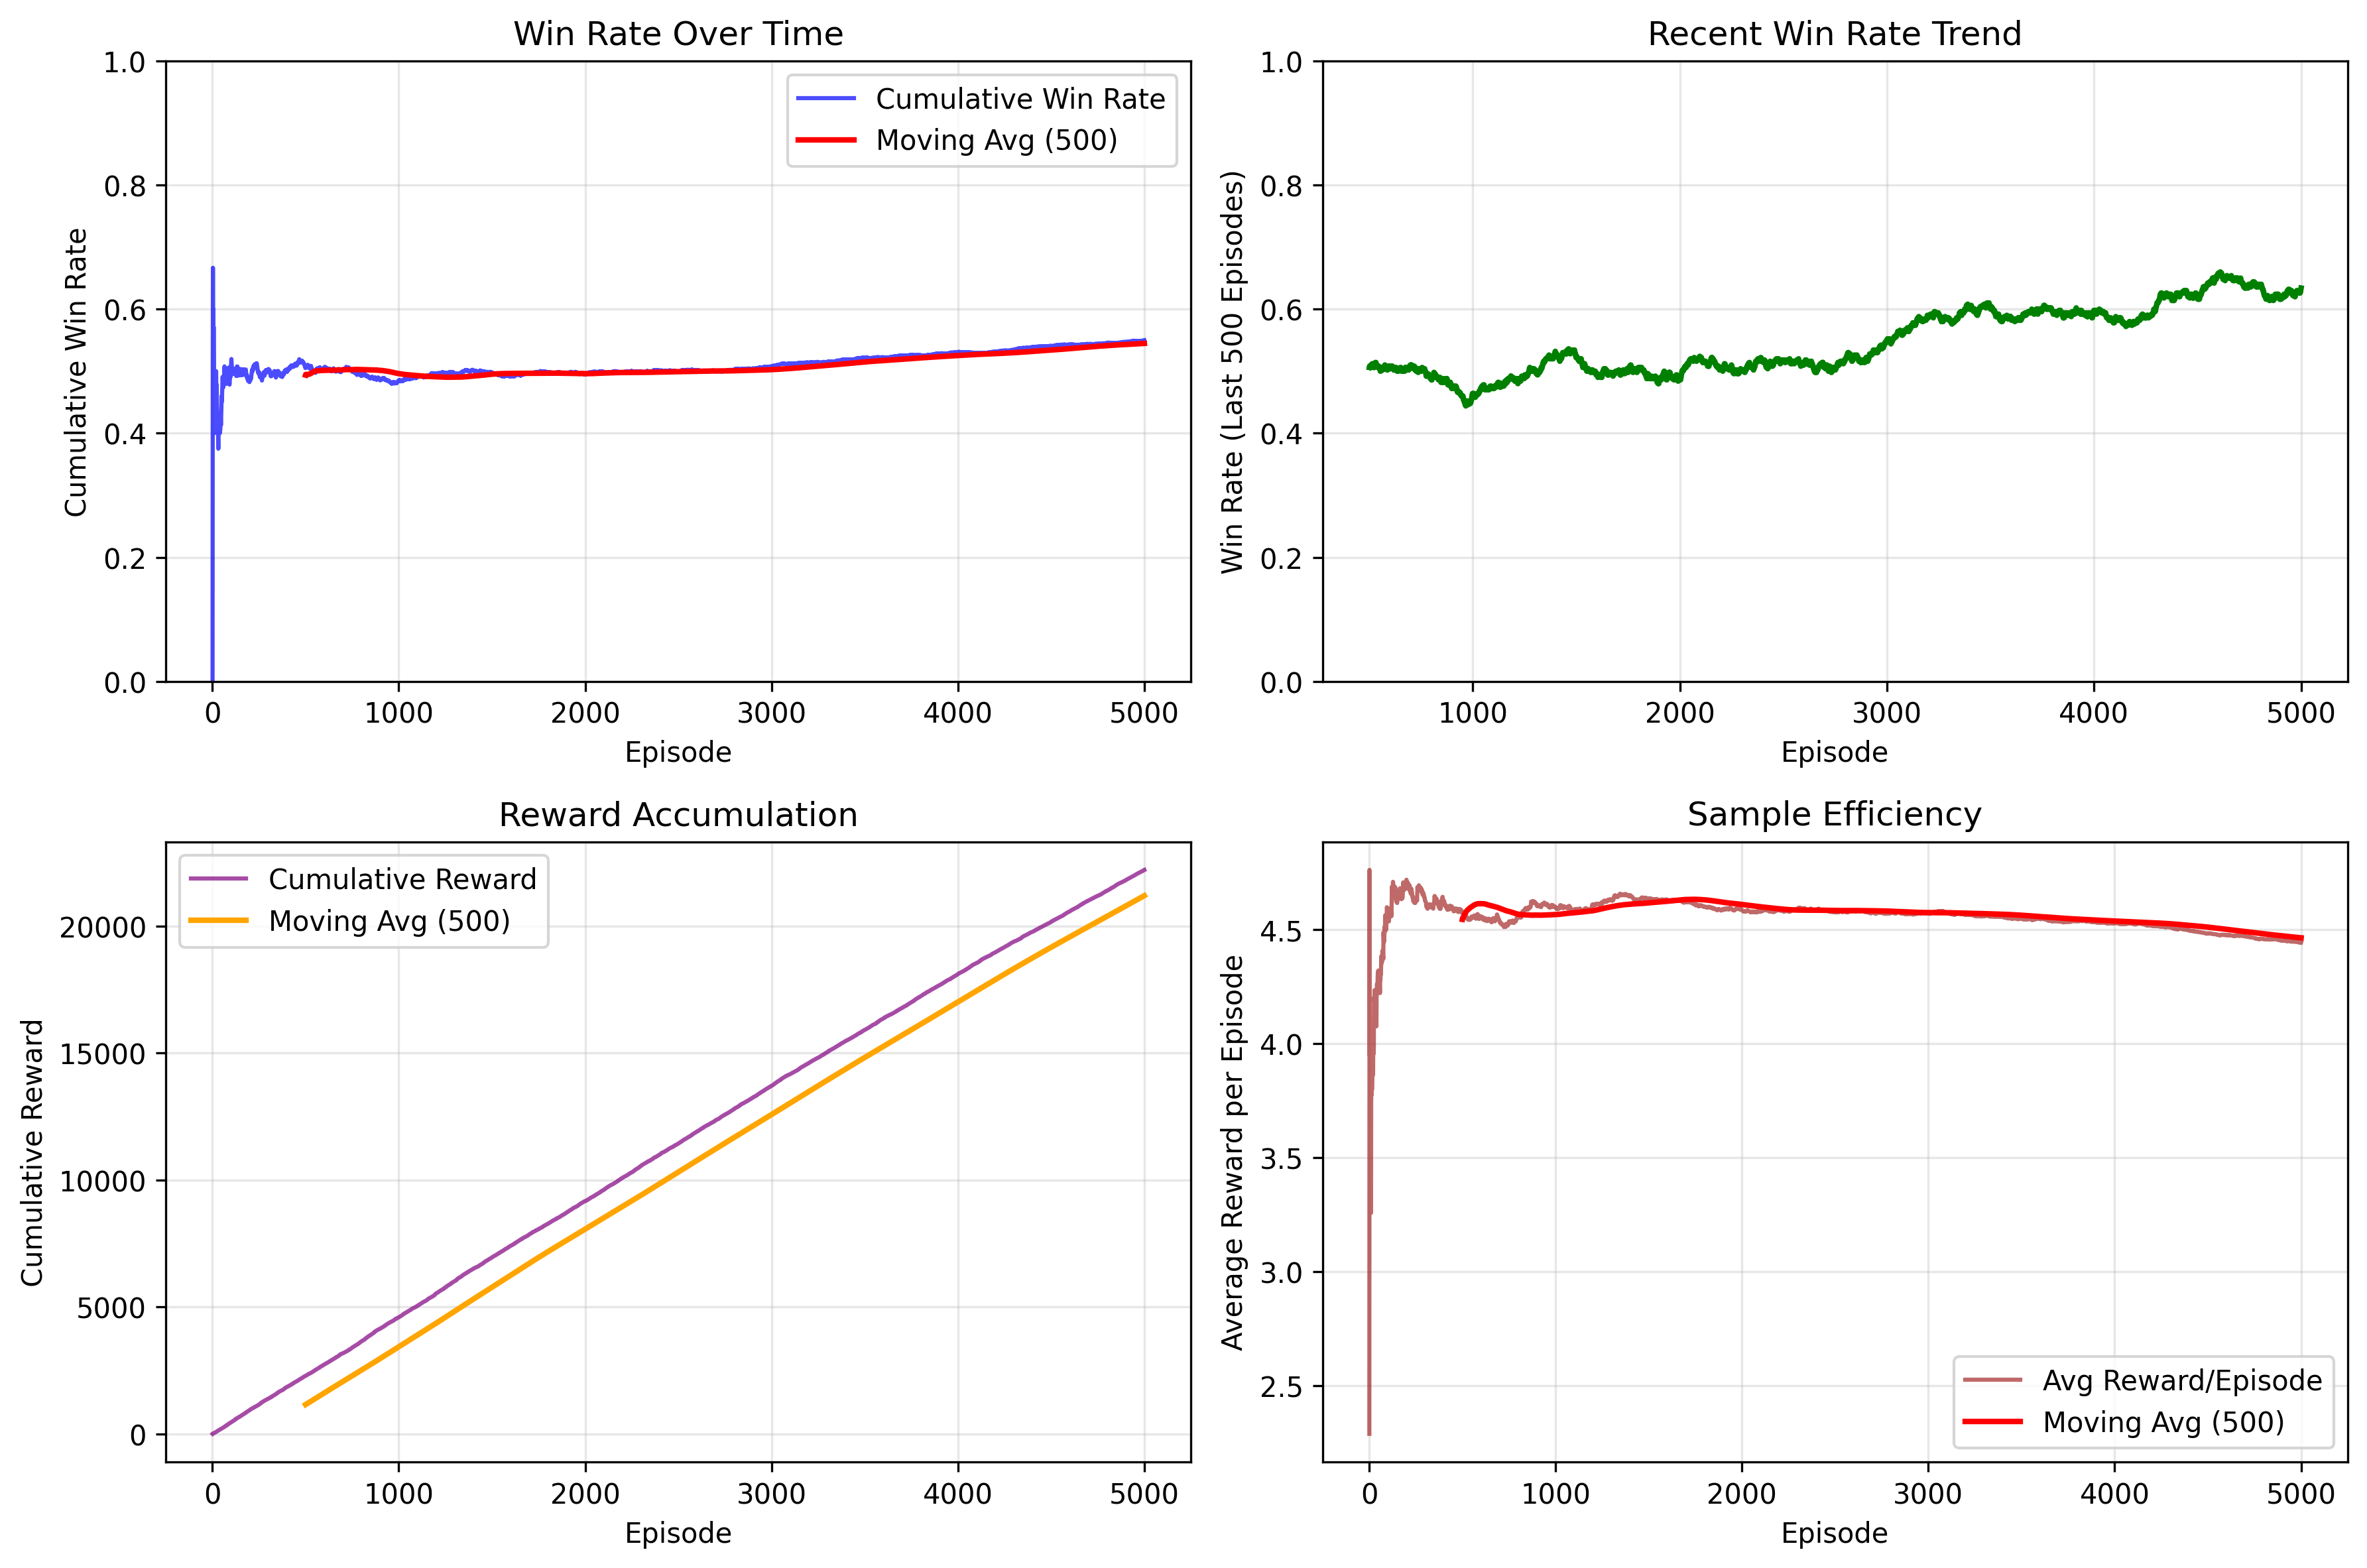 Win Rate Over Time
Cumulative Win Rate
1.0
0.8
0.6
0.4
0.2
0.0
Cumulative Win Rate
Moving Avg (500)
0 1000 2000 3000 4000 5000
Episode
Recent Win Rate Trend
Win Rate (Last 500 Episodes)
1.0
0.8
0.6
0.4
0.2
0.0
1000 2000 3000 4000 5000
Episode
Reward Accumulation
Cumulative Reward
20000
15000
10000
5000
0
Cumulative Reward
Moving Avg (500)
0 1000 2000 3000 4000 5000
Episode
Sample Efficiency
Average Reward per Episode
4.5
4.0
3.5
3.0
2.5
Avg Reward/Episode
Moving Avg (500)
0 1000 2000 3000 4000 5000
Episode